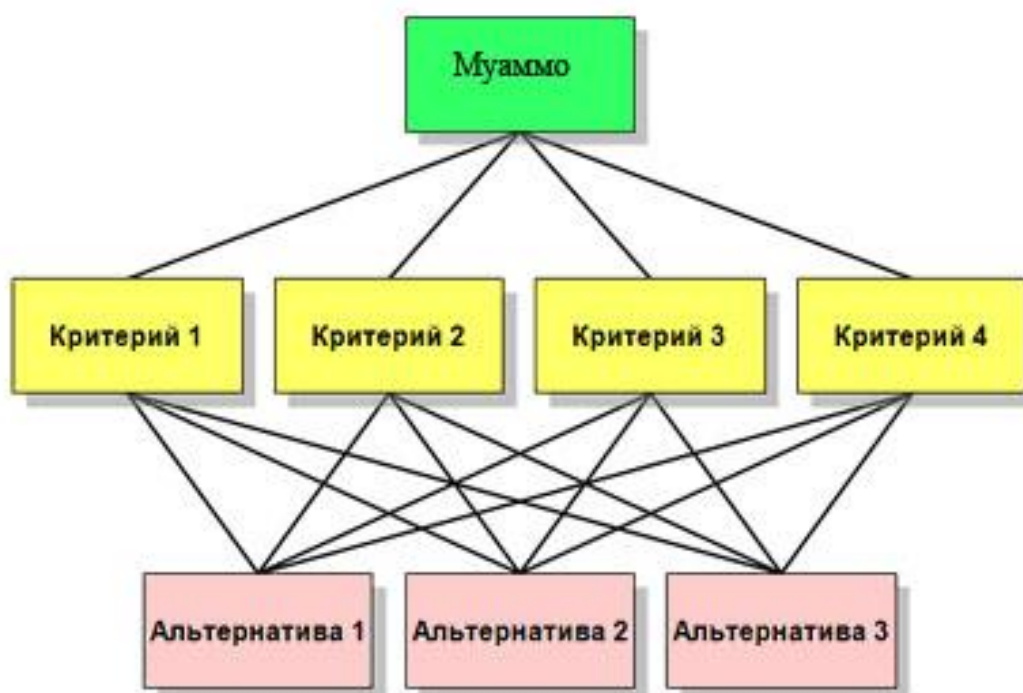 Муаммо
Критерий 1
Критерий 2
Критерий 3
Критерий 4
Альтернатива 1
Альтернатива 2
Альтернатива 3